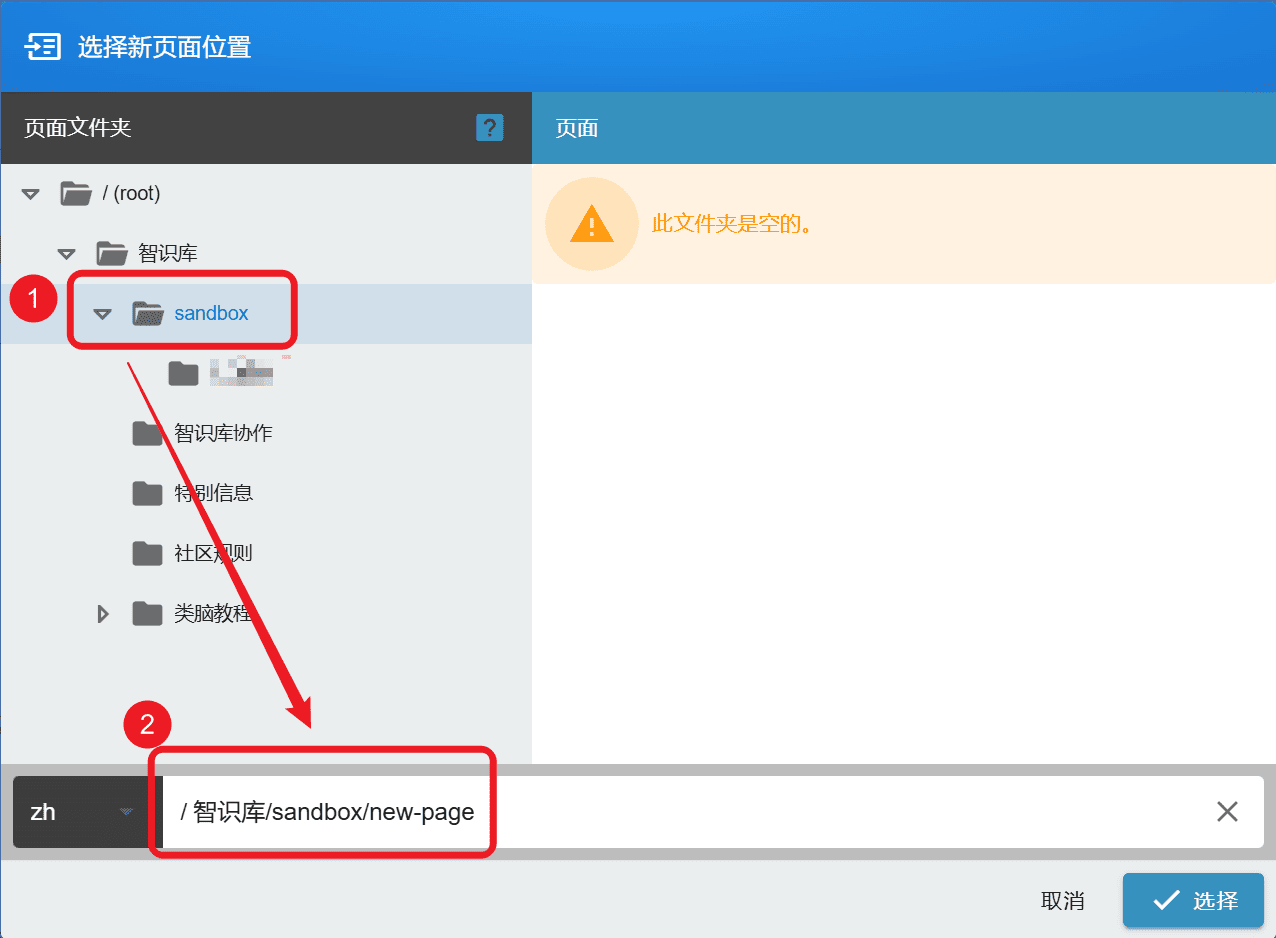 选择新页面位置
页面文件夹
?
页面
/ (root)
此文件夹是空的。
智识库
1
sandbox
智识库协作
特别信息
社区规则
类脑教程
2
zh
/ 智识库/sandbox/new-page
取消
选择